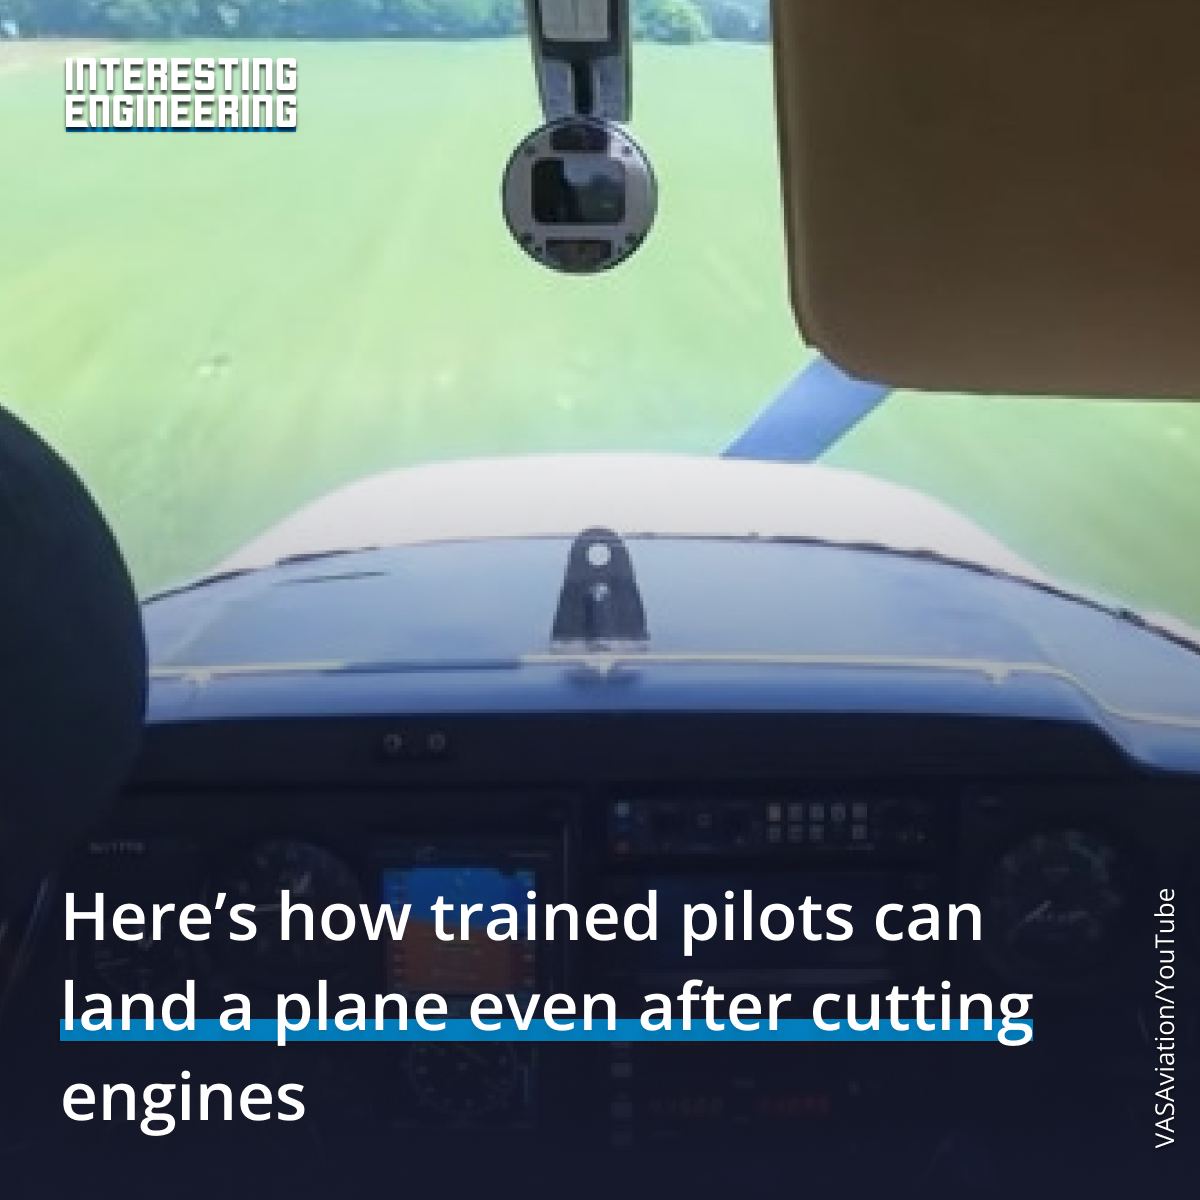 INTERESTING
ENGINEERING
Here’s how trained pilots can
land a plane even after cutting
engines
VASAviation/YouTube